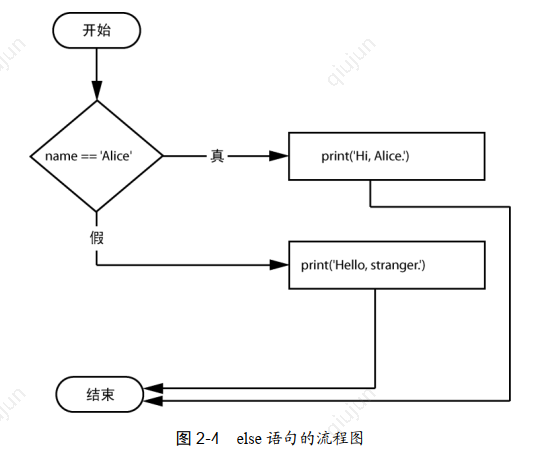 开始
name == 'Alice'
真
print('Hi, Alice.')
假
print('Hello, stranger.')
结束
图 2-4 else 语句的流程图
qiujun
qiujun
qiujun
qiujun